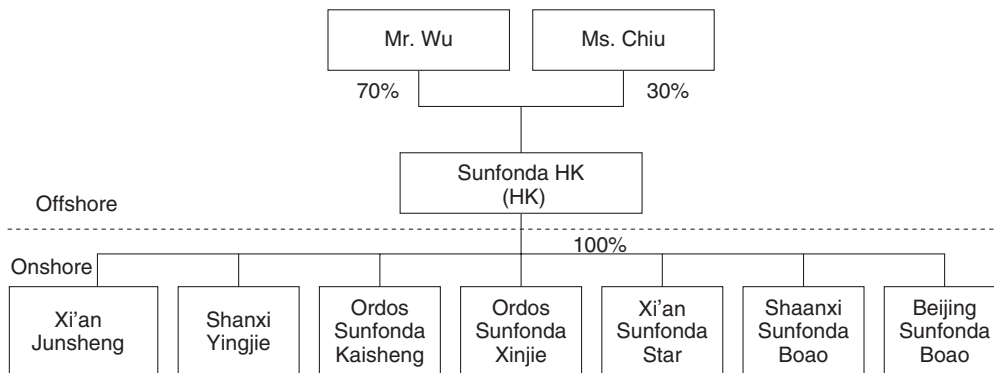 Mr. Wu
Ms. Chiu
70%
30%
Sunfonda HK
(HK)
Offshore
100%
Onshore
Xi'an
Junsheng
Shanxi
Yingjie
Ordos
Sunfonda
Kaisheng
Ordos
Sunfonda
Xinjie
Xi'an
Sunfonda
Star
Shaanxi
Sunfonda
Boao
Beijing
Sunfonda
Boao